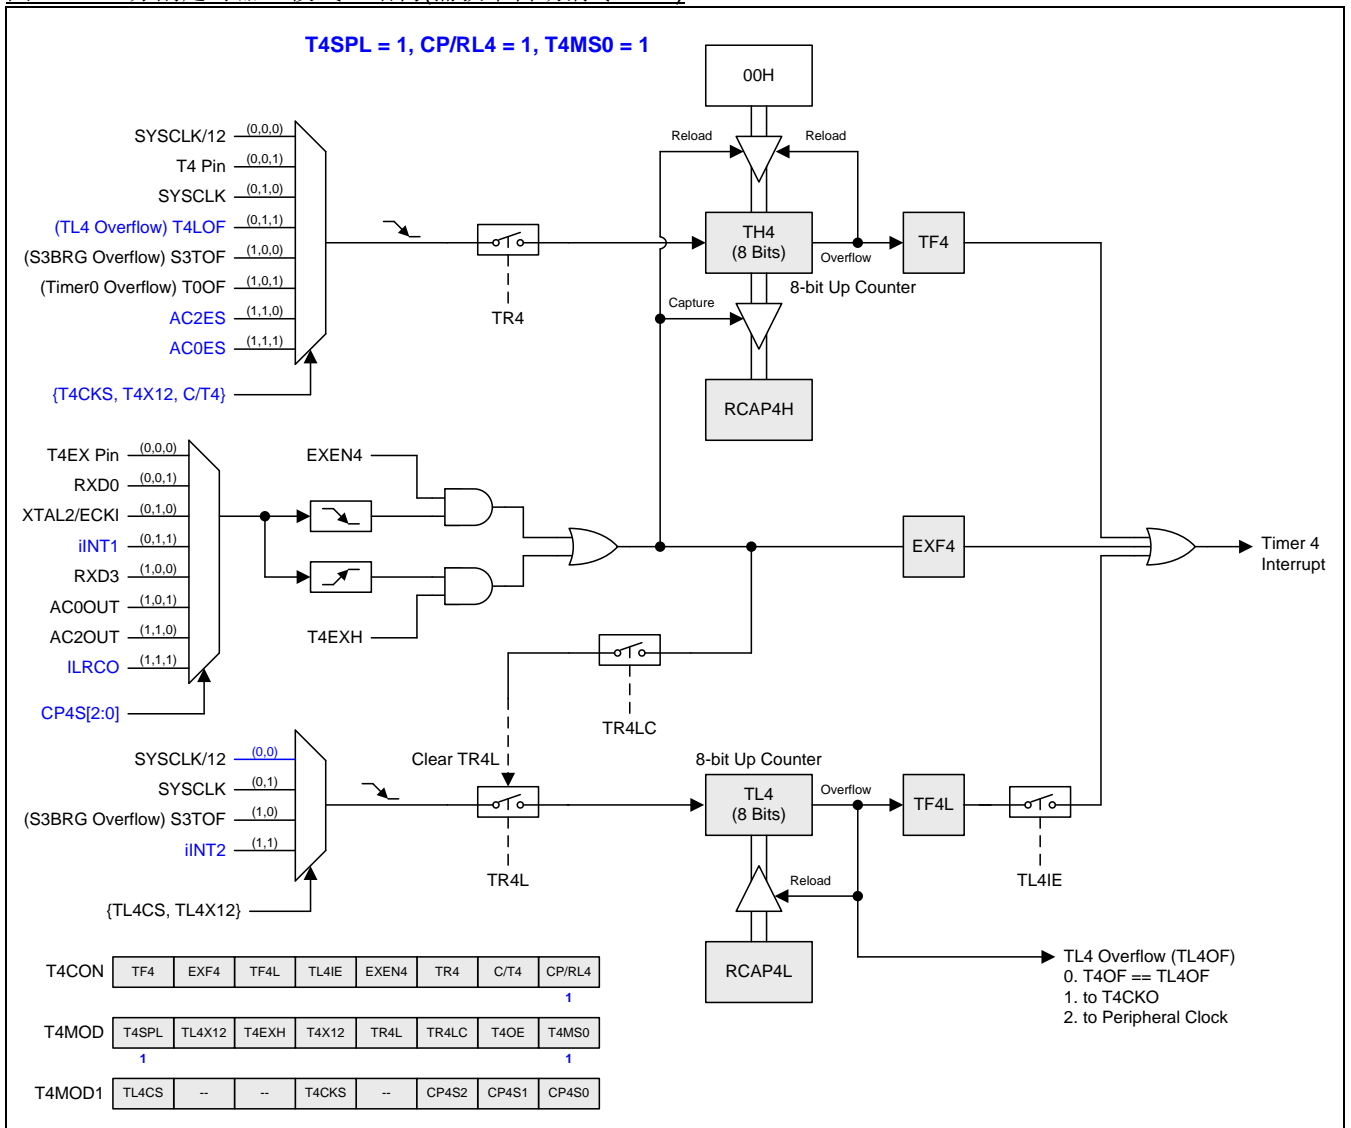 T4SPL = 1, CP/RL4 = 1, T4MS0 = 1
00H
Reload
Reload
SYSCLK/12 (0,0,0)
T4 Pin (0,0,1)
SYSCLK (0,1,0)
(TL4 Overflow) T4LOF (0,1,1)
(S3BRG Overflow) S3TOF (1,0,0)
(Timer0 Overflow) T0OF (1,0,1)
AC2ES (1,1,0)
AC0ES (1,1,1)
{T4CKS, T4X12, C/T4}
TR4
TH4
(8 Bits)
Overflow
TF4
8-bit Up Counter
Capture
RCAP4H
T4EX Pin (0,0,0)
RXD0 (0,0,1)
XTAL2/ECKI (0,1,0)
iINT1 (0,1,1)
RXD3 (1,0,0)
AC0OUT (1,0,1)
AC2OUT (1,1,0)
ILRCO (1,1,1)
CP4S[2:0]
EXEN4
T4EXH
EXF4
Timer 4
Interrupt
TR4LC
Clear TR4L
SYSCLK/12 (0,0)
SYSCLK (0,1)
(S3BRG Overflow) S3TOF (1,0)
iINT2 (1,1)
{TL4CS, TL4X12}
TR4L
8-bit Up Counter
TL4
(8 Bits)
Overflow
TF4L
TL4IE
Reload
RCAP4L
TL4 Overflow (TL4OF)
0. T4OF == TL4OF
1. to T4CKO
2. to Peripheral Clock
T4CON TF4 EXF4 TF4L TL4IE EXEN4 TR4 C/T4 CP/RL4
1
T4MOD T4SPL TL4X12 T4EXH T4X12 TR4L TR4LC T4OE T4MS0
1 1
T4MOD1 TL4CS -- -- T4CKS -- CP4S2 CP4S1 CP4S0